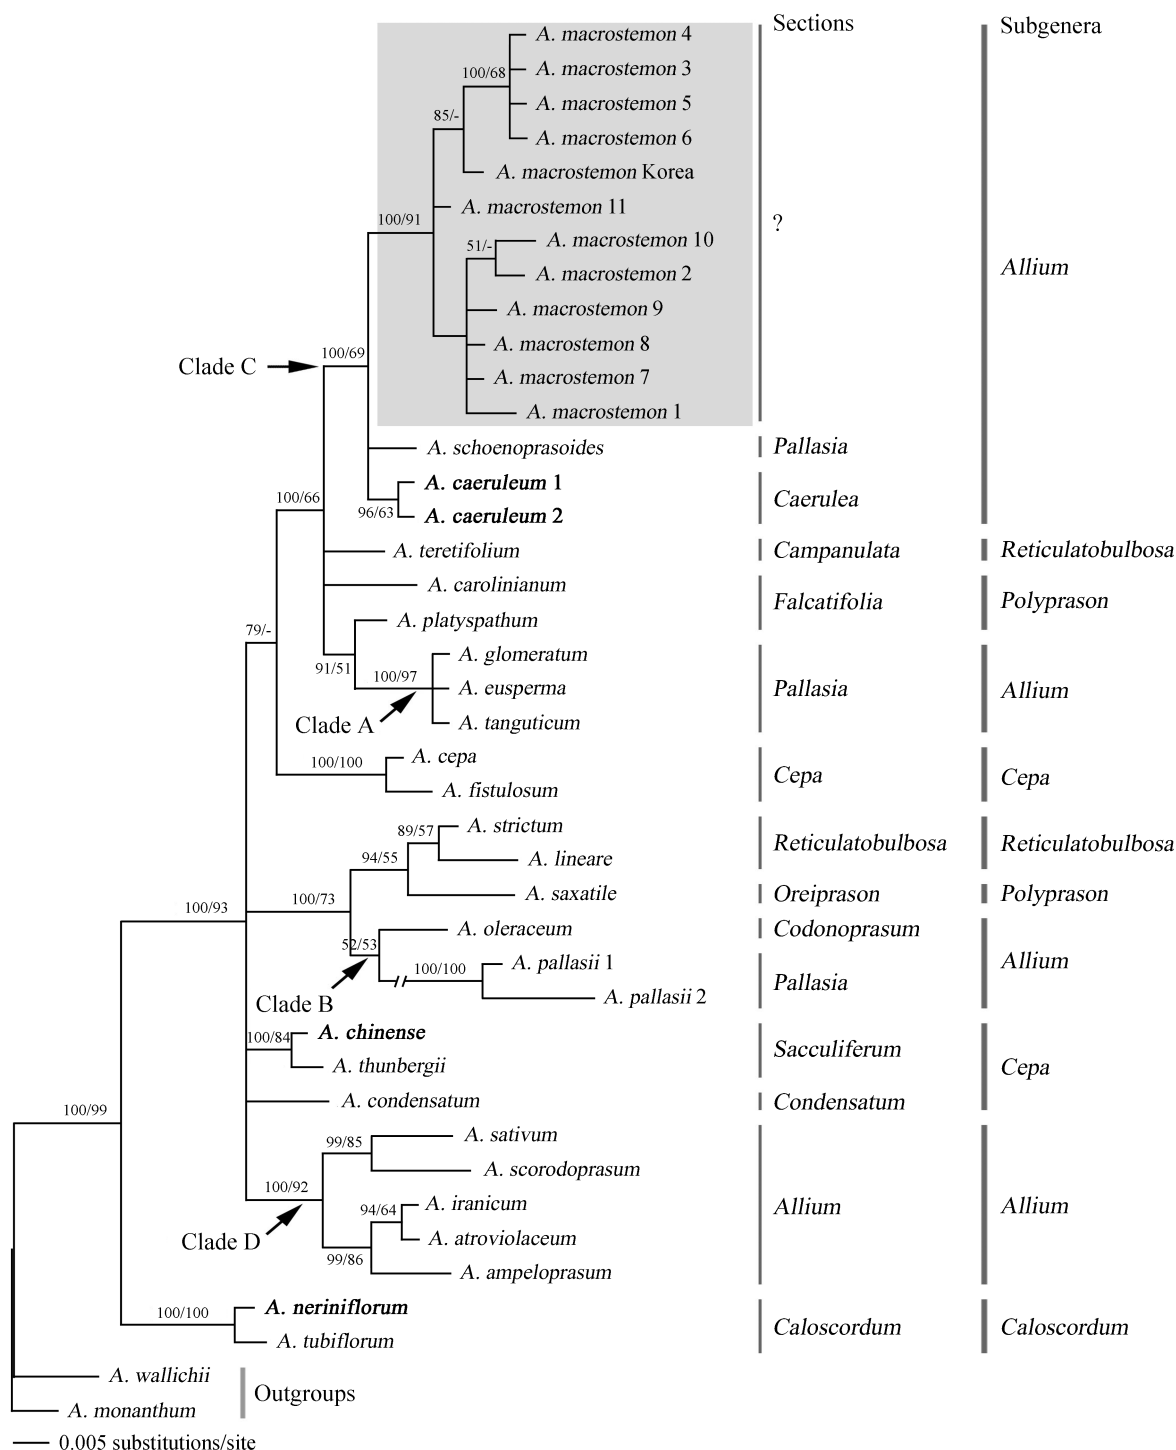 Sections
Subgenera
A. macrostemon 4
A. macrostemon 3
100/68
A. macrostemon 5
85/-
A. macrostemon 6
A. macrostemon Korea
A. macrostemon 11
100/91
?
A. macrostemon 10
51/-
A. macrostemon 2
Allium
A. macrostemon 9
A. macrostemon 8
100/69
Clade C
A. macrostemon 7
A. macrostemon 1
A. schoenoprasoides
Pallasia
A. caeruleum 1
100/66
96/63
Caerulea
A. caeruleum 2
A. teretifolium
Campanulata
Reticulatobulbosa
A. carolinianum
Falcatifolia
Polyprason
A. platyspathum
79/-
A. glomeratum
91/51
100/97
A. eusperma
Pallasia
Allium
Clade A
A. tanguticum
A. cepa
100/100
Cepa
Cepa
A. fistulosum
A. strictum
89/57
Reticulatobulbosa
Reticulatobulbosa
A. lineare
94/55
A. saxatile
Oreiprason
Polyprason
100/73
100/93
A. oleraceum
Codonoprasum
52/53
Allium
A. pallasii 1
100/100
Pallasia
Clade B
A. pallasii 2
A. chinense
100/84
Sacculiferum
A. thunbergii
Cepa
A. condensatum
Condensatum
100/99
A. sativum
99/85
A. scorodoprasum
100/92
A. iranicum
94/64
Allium
Allium
Clade D
A. atroviolaceum
99/86
A. ampeloprasum
A. neriniflorum
100/100
Caloscordum
Caloscordum
A. tubiflorum
A. wallichii
Outgroups
A. monanthum
0.005 substitutions/site